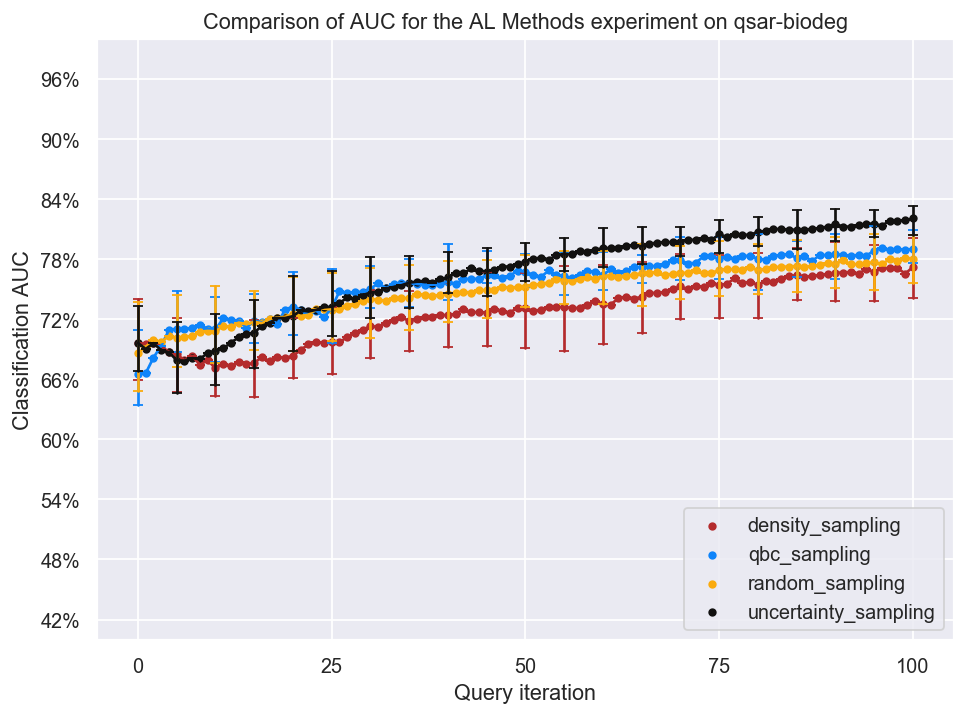 Comparison of AUC for the AL Methods experiment on qsar-biodeg
Classification AUC
96%
90%
84%
78%
72%
66%
60%
54%
48%
42%
density_sampling
qbc_sampling
random_sampling
uncertainty_sampling
0 25 50 75 100
Query iteration